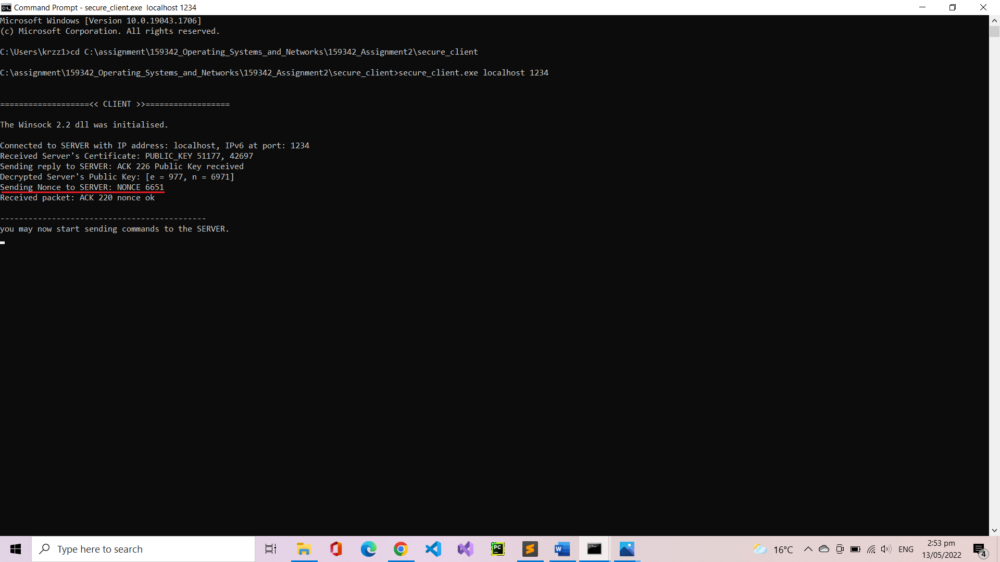 Command Prompt - secure_client.exe  localhost 1234
Microsoft Windows [Version 10.0.19043.1706]
(c) Microsoft Corporation. All rights reserved.
C:\Users\krzz1>cd C:\assignment\159342_Operating_Systems_and_Networks\159342_Assignment2\secure_client
C:\assignment\159342_Operating_Systems_and_Networks\159342_Assignment2\secure_client>secure_client.exe localhost 1234
===================<< CLIENT >>==================
The Winsock 2.2 dll was initialised.
Connected to SERVER with IP address: localhost, IPv6 at port: 1234
Received Server's Certificate: PUBLIC_KEY 51177, 42697
Sending reply to SERVER: ACK 226 Public Key received
Decrypted Server's Public Key: [e = 977, n = 6971]
Sending Nonce to SERVER: NONCE 6651
Received packet: ACK 220 nonce ok
--------------------------------------------
you may now start sending commands to the SERVER.
Type here to search
PC
W
16°C
ENG
2:53 pm
13/05/2022
4